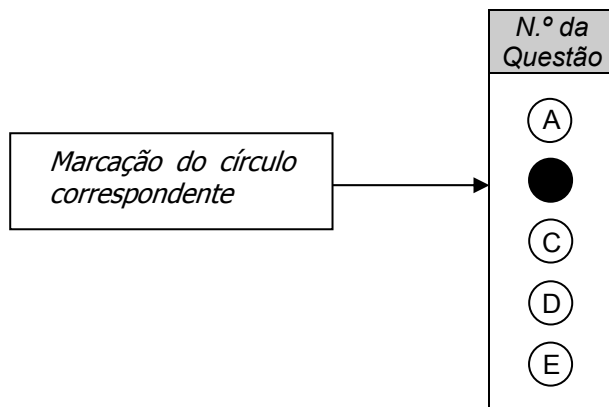 N.º da
Questão
A
Marcação do círculo
correspondente
C
D
E